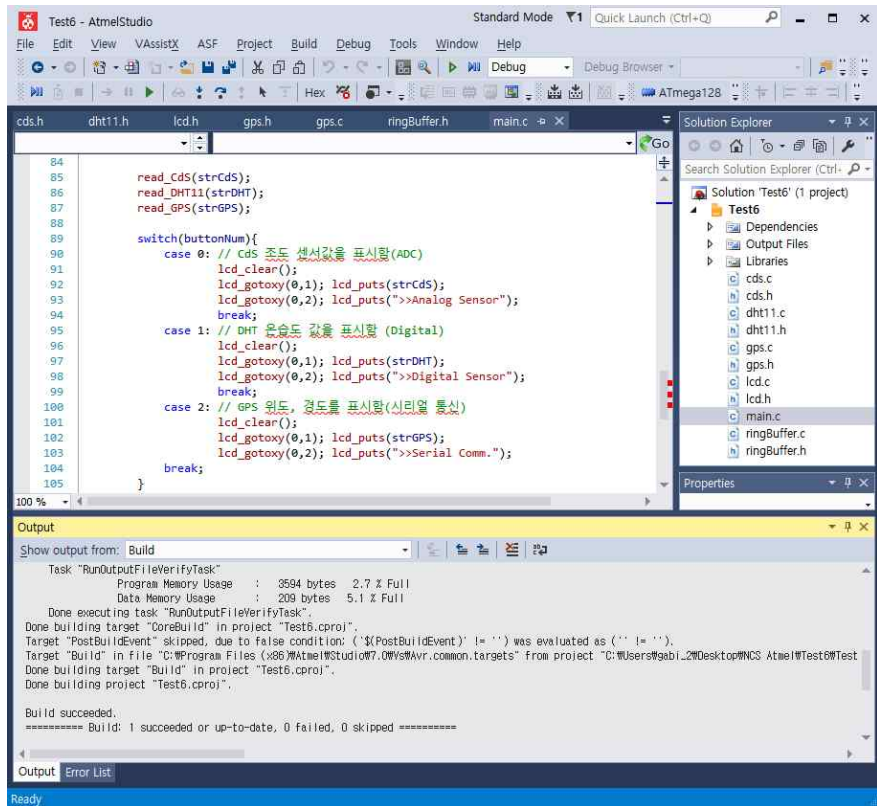 Test6 - AtmelStudio
Standard Mode 1 Quick Launch (Ctrl+Q)
File Edit View VAssistX ASF Project Build Debug Tools Window Help
Debug Debug Browser
Hex ATmega128
cds.h dht11.h lcd.h gps.h gps.c ringBuffer.h main.c
Go
84
85 read_CdS(strCdS);
86 read_DHT11(strDHT);
87 read_GPS(strGPS);
88
89 switch(buttonNum){
90 case 0: // CdS 조도 센서값을 표시함(ADC)
91 lcd_clear();
92 lcd_gotoxy(0,1); lcd_puts(strCdS);
93 lcd_gotoxy(0,2); lcd_puts(">>Analog Sensor");
94 break;
95 case 1: // DHT 온습도 값을 표시함 (Digital)
96 lcd_clear();
97 lcd_gotoxy(0,1); lcd_puts(strDHT);
98 lcd_gotoxy(0,2); lcd_puts(">>Digital Sensor");
99 break;
100 case 2: // GPS 위도, 경도를 표시함(시리얼 통신)
101 lcd_clear();
102 lcd_gotoxy(0,1); lcd_puts(strGPS);
103 lcd_gotoxy(0,2); lcd_puts(">>Serial Comm.");
104 break;
105 }
100 %
Solution Explorer
Search Solution Explorer (Ctrl+
Solution 'Test6' (1 project)
Test6
Dependencies
Output Files
Libraries
cds.c
cds.h
dht11.c
dht11.h
gps.c
gps.h
lcd.c
lcd.h
main.c
ringBuffer.c
ringBuffer.h
Properties
Output
Show output from: Build
Task "RunOutputFileVerifyTask"
Program Memory Usage : 3594 bytes 2.7 % Full
Data Memory Usage : 209 bytes 5.1 % Full
Done executing task "RunOutputFileVerifyTask".
Done building target "CoreBuild" in project "Test6.cproj".
Target "PostBuildEvent" skipped, due to false condition; ('$(PostBuildEvent)' != '') was evaluated as ('' != '').
Target "Build" in file "C:₩Program Files (x86)₩Atmel₩Studio₩7.0₩Vs₩Avr.common.targets" from project "C:₩Users₩gabi_2₩Desktop₩NCS Atmel₩Test6₩Test
Done building target "Build" in project "Test6.cproj".
Done building project "Test6.cproj".
Build succeeded.
========== Build: 1 succeeded or up-to-date, 0 failed, 0 skipped ==========
Output Error List
Ready